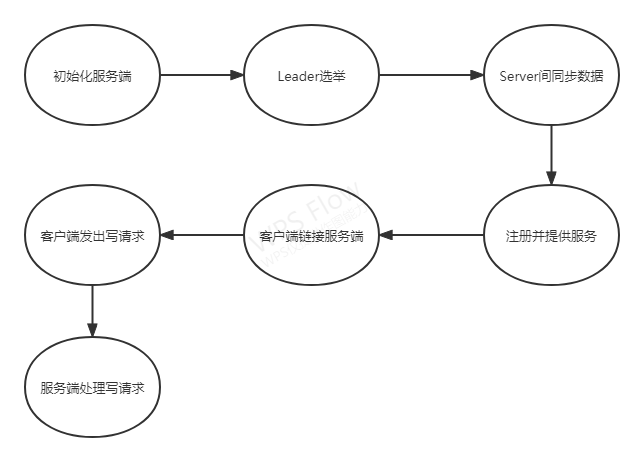 初始化服务端
Leader选举
Server间同步数据
客户端发出写请求
客户端链接服务端
注册并提供服务
服务端处理写请求
WPS Flow